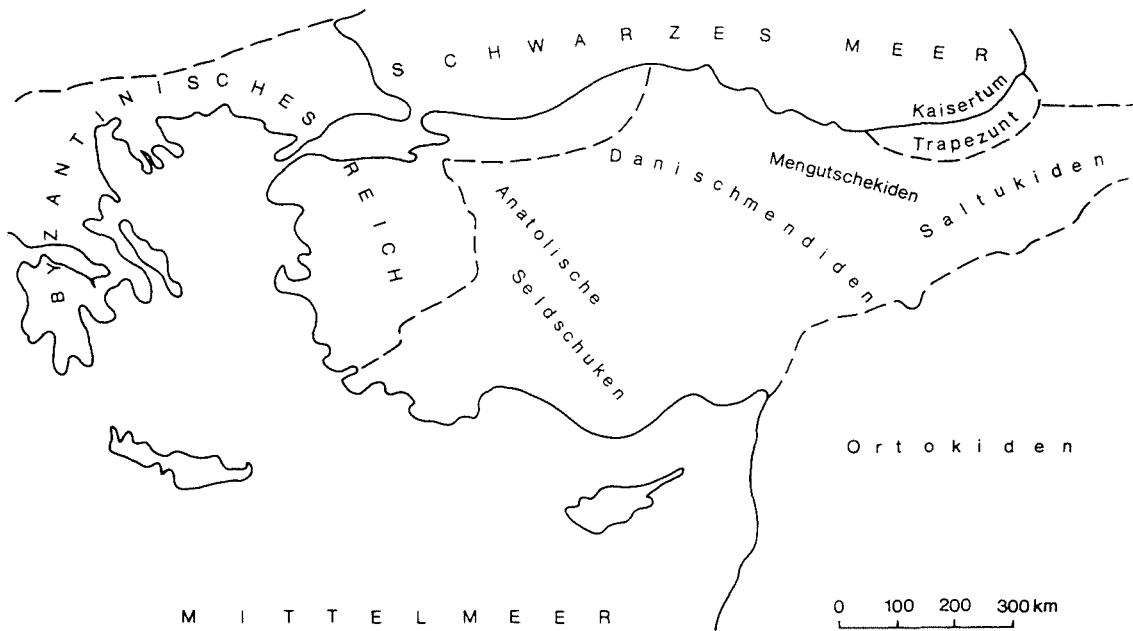 SCHWARZES MEER
BYZANTINISCHES REICH
Kaisertum
Trapezunt
Danischmendiden
Mengutschekiden
Saltukiden
Anatolische
Seldschuken
Ortokiden
MITTELMEER
0 100 200 300 km